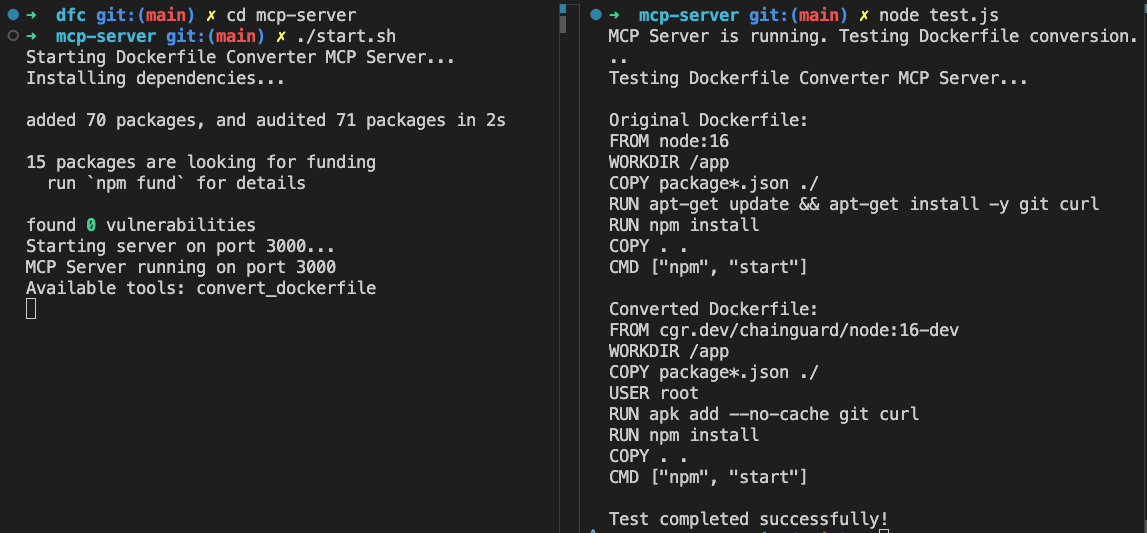 ➜  dfc git:(main) ✗ cd mcp-server
➜  mcp-server git:(main) ✗ ./start.sh
Starting Dockerfile Converter MCP Server...
Installing dependencies...
added 70 packages, and audited 71 packages in 2s
15 packages are looking for funding
  run `npm fund` for details
found 0 vulnerabilities
Starting server on port 3000...
MCP Server running on port 3000
Available tools: convert_dockerfile
➜  mcp-server git:(main) ✗ node test.js
MCP Server is running. Testing Dockerfile conversion.
..
Testing Dockerfile Converter MCP Server...
Original Dockerfile:
FROM node:16
WORKDIR /app
COPY package*.json ./
RUN apt-get update && apt-get install -y git curl
RUN npm install
COPY . .
CMD ["npm", "start"]
Converted Dockerfile:
FROM cgr.dev/chainguard/node:16-dev
WORKDIR /app
COPY package*.json ./
USER root
RUN apk add --no-cache git curl
RUN npm install
COPY . .
CMD ["npm", "start"]
Test completed successfully!